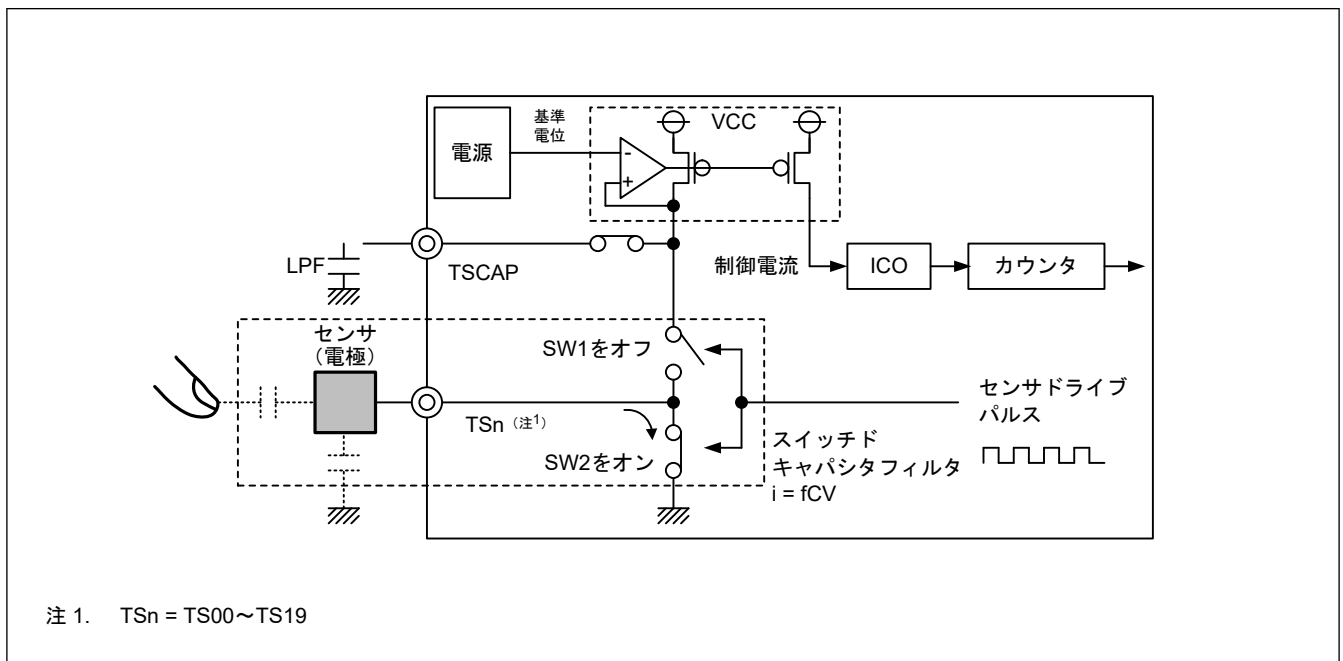 電源
基準
電位
VCC
-
+
LPF
TSCAP
制御電流
ICO
カウンタ
センサ
(電極)
SW1をオフ
TSn (注1)
SW2をオン
センサドライブ
パルス
スイッチド
キャパシタフィルタ
i = fCV
注 1. TSn = TS00~TS19